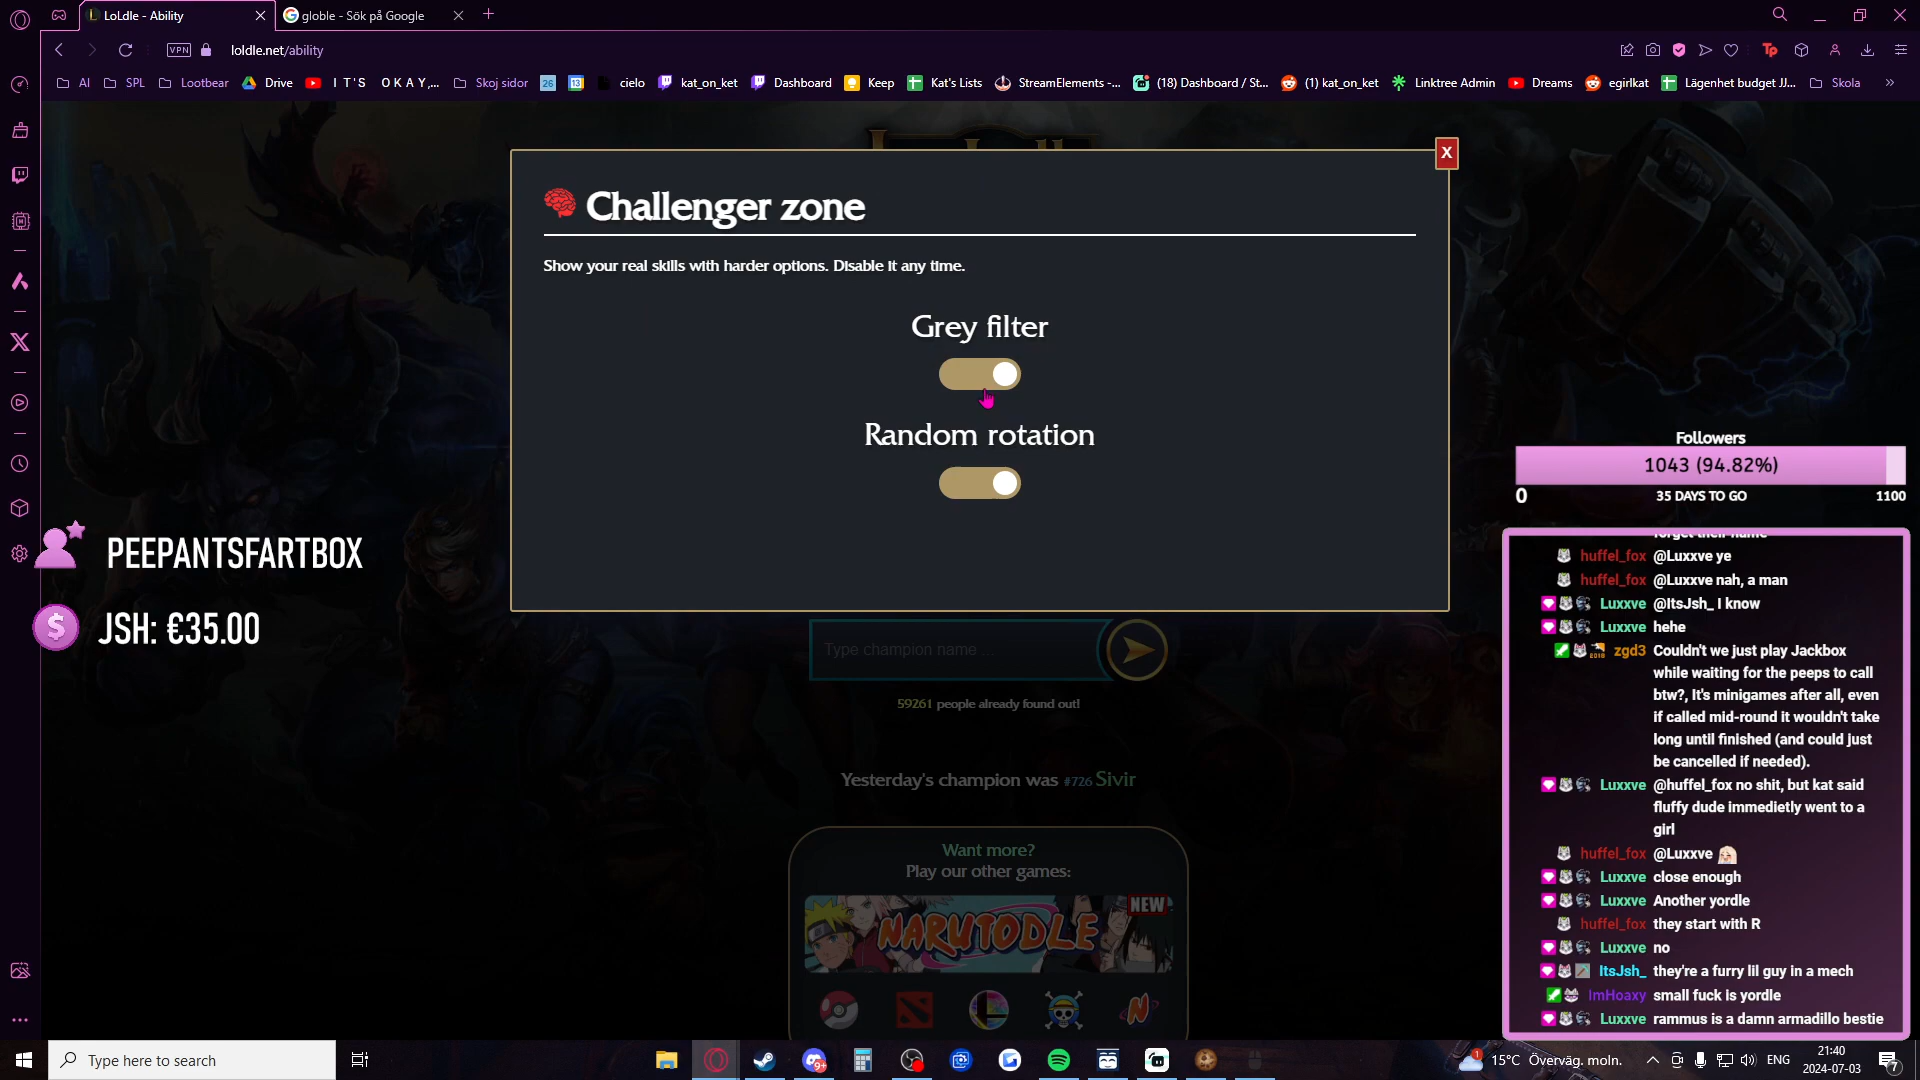 LoLdle - Ability
globle - Sök på Google
VPN
loldle.net/ability
AI
SPL
Lootbear
Drive
I T ' S O K A Y ,...
Skoj sidor
26
13
cielo
kat_on_ket
Dashboard
Keep
Kat's Lists
StreamElements -...
(18) Dashboard / St...
(1) kat_on_ket
Linktree Admin
Dreams
egirlkat
Lägenhet budget JJ...
Skola
»
X
Challenger zone
Show your real skills with harder options. Disable it any time.
Grey filter
Random rotation
Followers
1043 (94.82%)
0
35 DAYS TO GO
1100
PEEPANTSFARTBOX
JSH: €35.00
Type champion name ...
59261 people already found out!
Yesterday's champion was #726 Sivir
Want more?
Play our other games:
NEW
NARUTODLE
forget their name
huffel_fox @Luxxve ye
huffel_fox @Luxxve nah, a man
Luxxve @ItsJsh_ I know
Luxxve hehe
zgd3 Couldn't we just play Jackbox
while waiting for the peeps to call
btw?, It's minigames after all, even
if called mid-round it wouldn't take
long until finished (and could just
be cancelled if needed).
Luxxve @huffel_fox no shit, but kat said
fluffy dude immedietly went to a
girl
huffel_fox @Luxxve
Luxxve close enough
Luxxve Another yordle
huffel_fox they start with R
Luxxve no
ItsJsh_ they're a furry lil guy in a mech
ImHoaxy small fuck is yordle
Luxxve rammus is a damn armadillo bestie
Type here to search
9+
1
15°C Överväg. moln.
ENG
21:40
2024-07-03
7